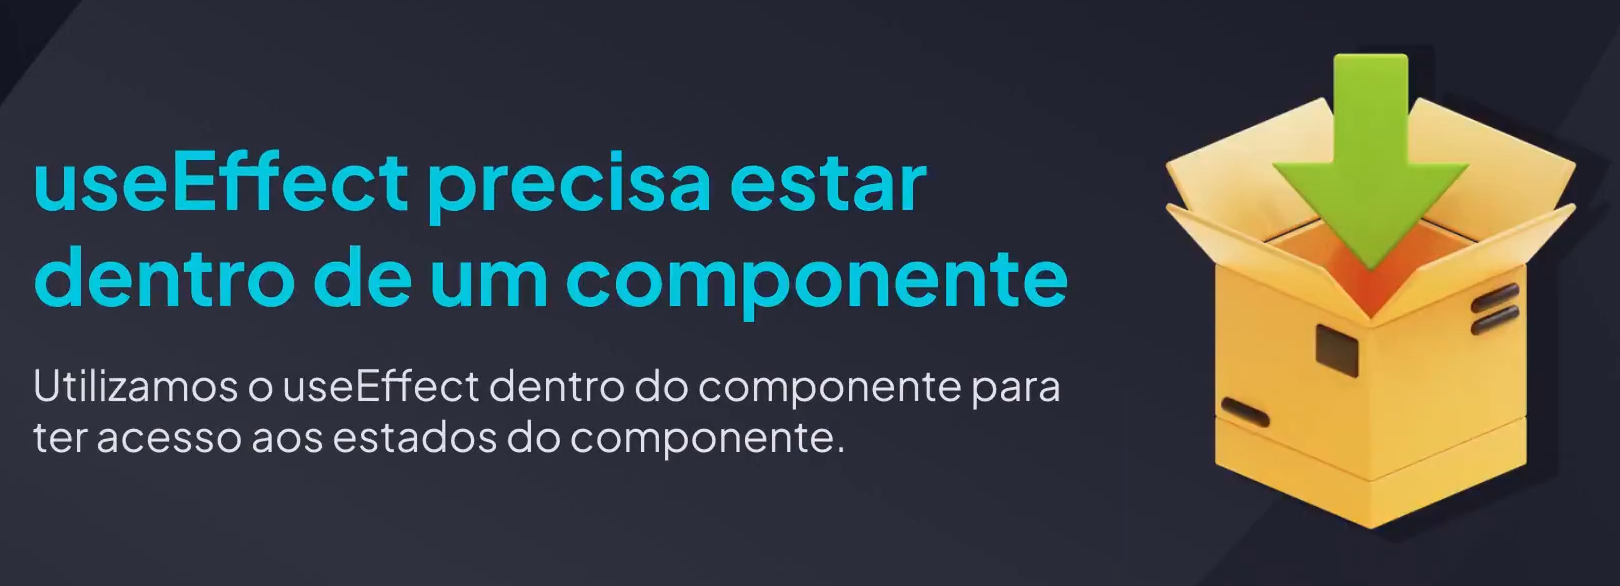 useEffect precisa estar
dentro de um componente
Utilizamos o useEffect dentro do componente para
ter acesso aos estados do componente.